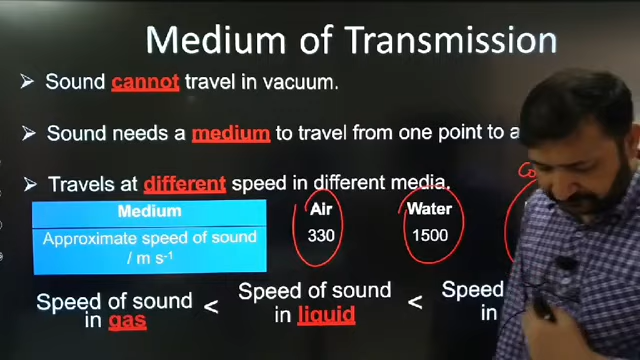 Medium of Transmission
➢ Sound cannot travel in vacuum.
➢ Sound needs a medium to travel from one point to a
➢ Travels at different speed in different media.
Medium Air Water
Approximate speed of sound / m s⁻¹ 330 1500
Speed of sound in gas < Speed of sound in liquid < Speed in